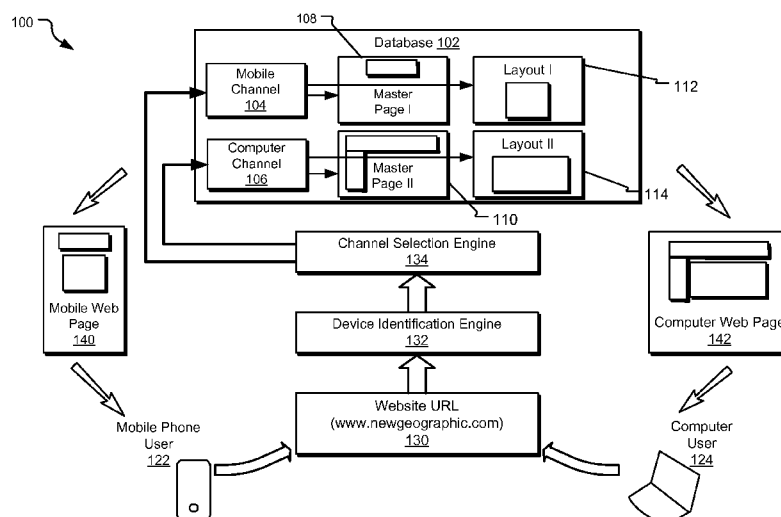 100
108
Database 102
Mobile
Channel
104
Master
Page I
Layout I
112
Computer
Channel
106
Master
Page II
Layout II
110
114
Channel Selection Engine
134
Mobile Web
Page
140
Device Identification Engine
132
Computer Web Page
142
Website URL
(www.newgeographic.com)
130
Mobile Phone
User
122
Computer
User
124